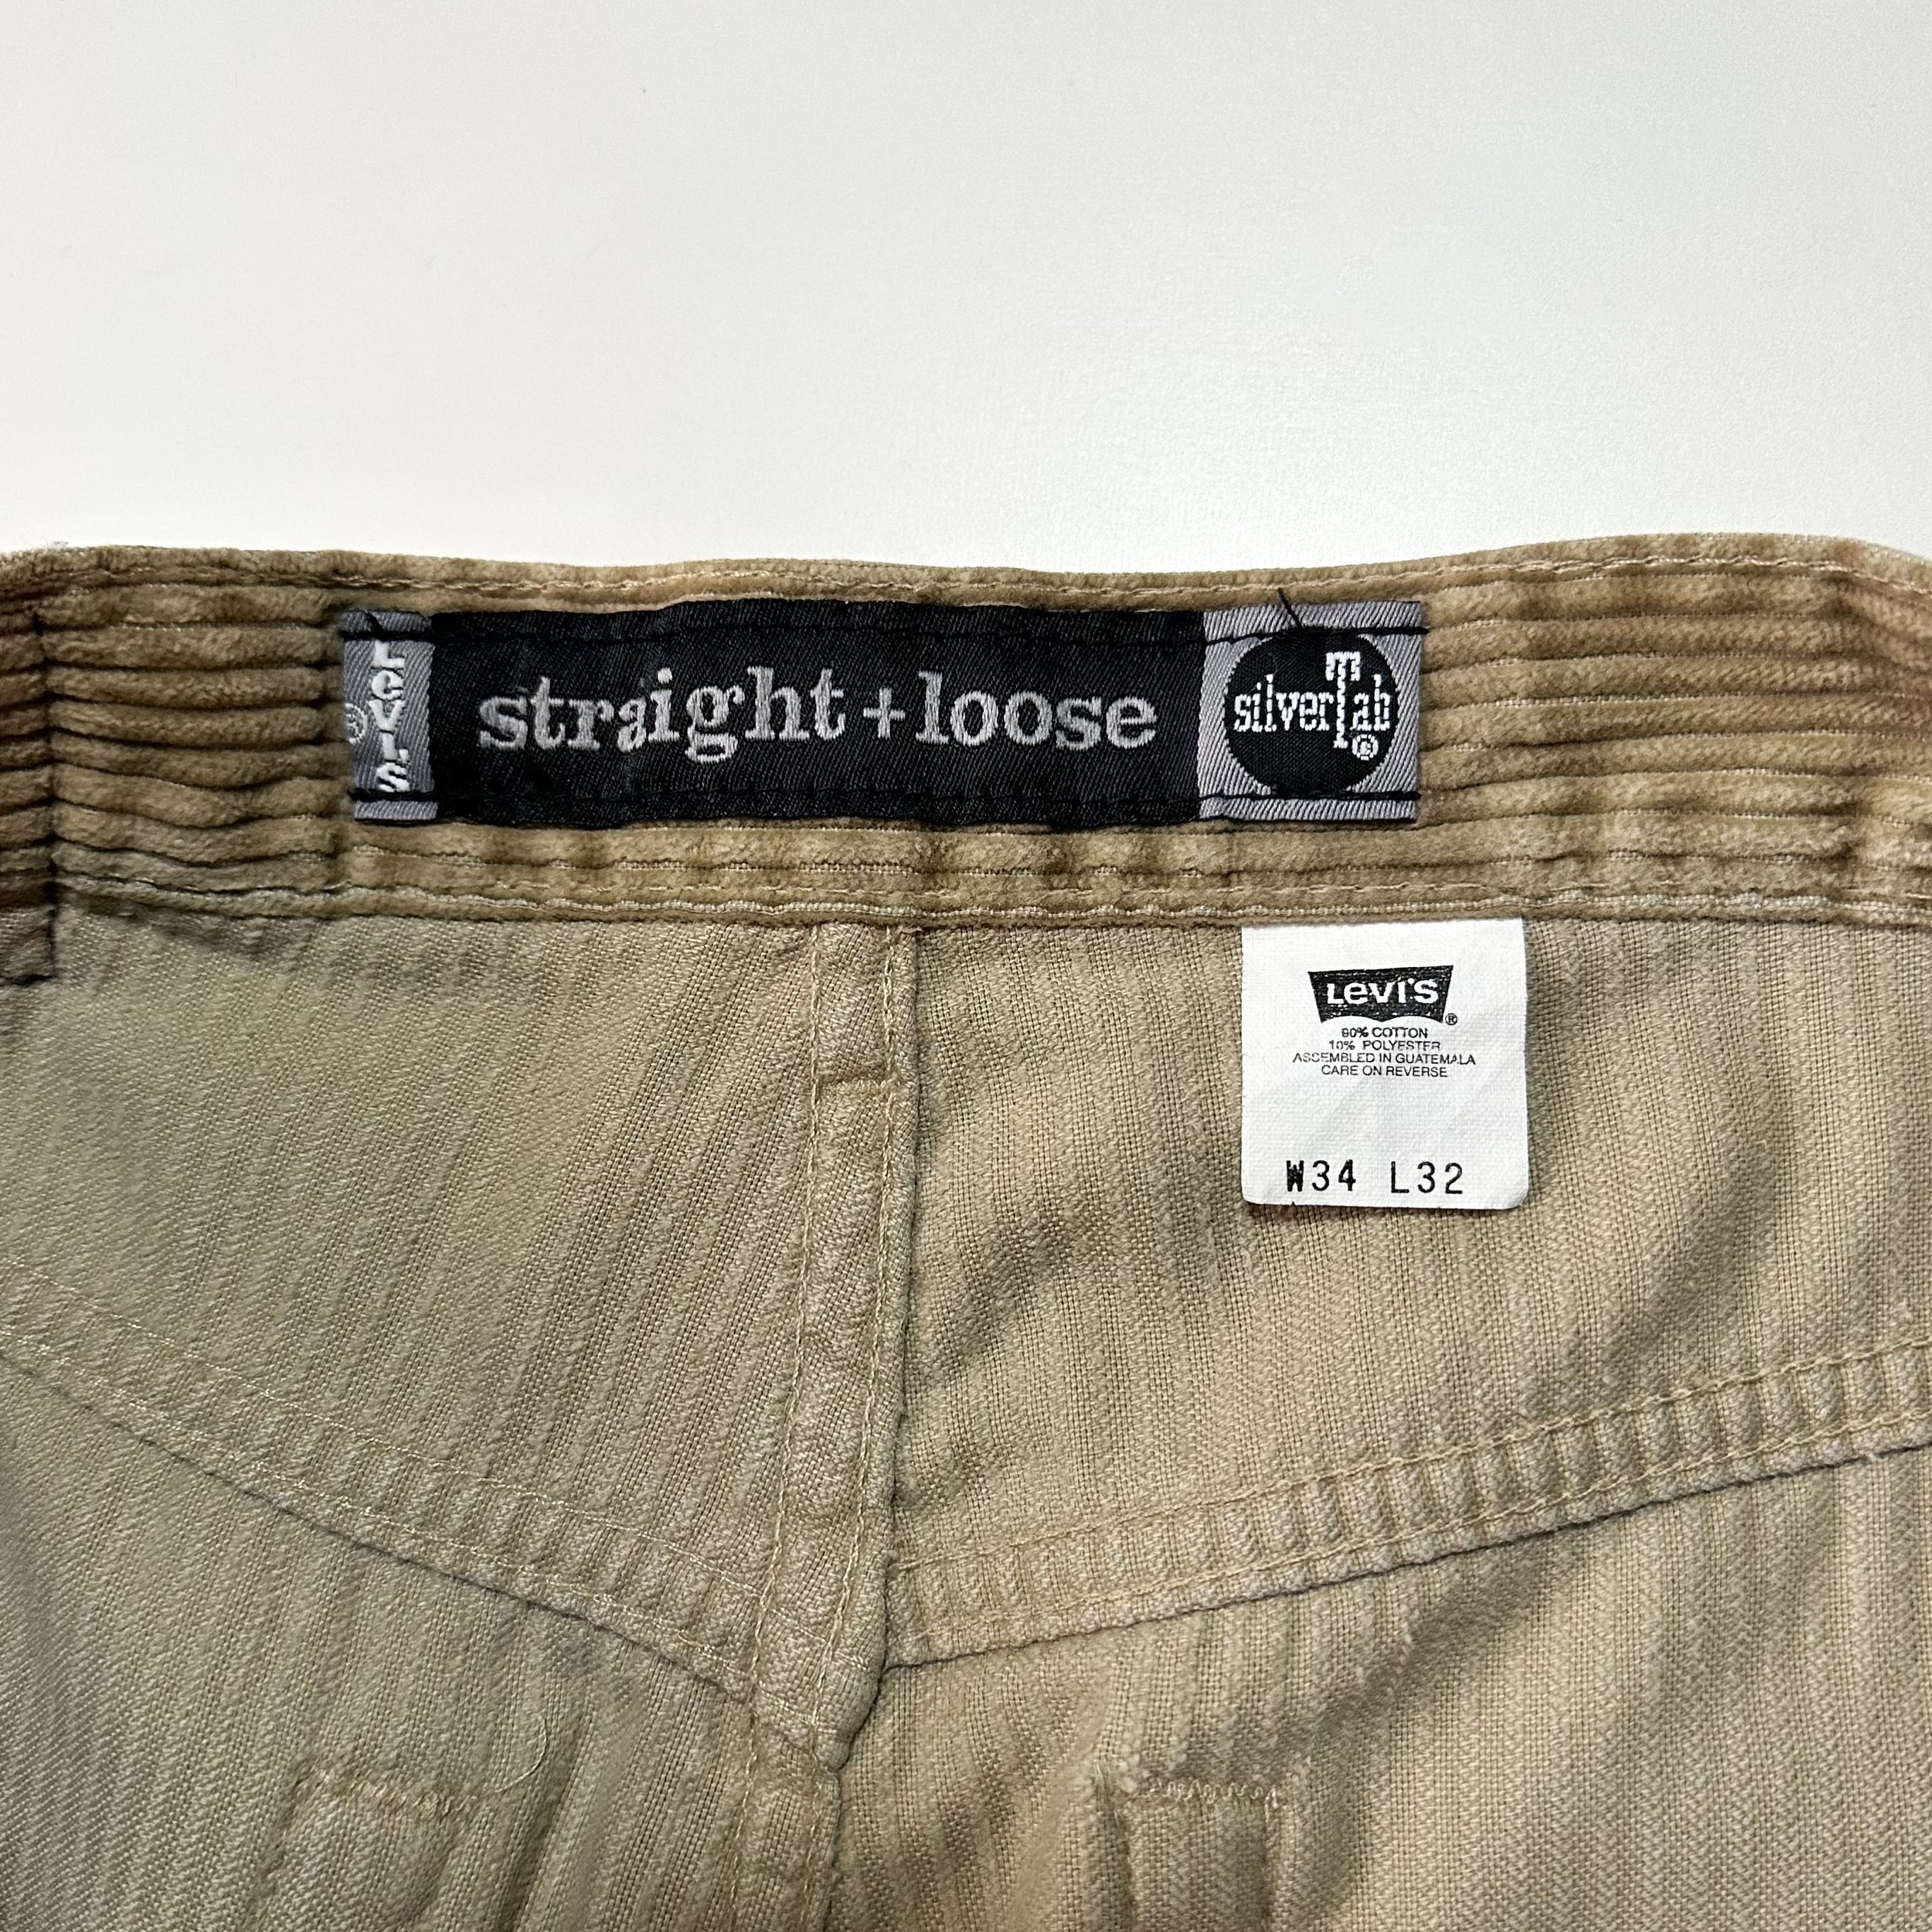 LEVI'S ®
straight + loose
silverTab ®
LEVI'S ®
90% COTTON
10% POLYESTER
ASSEMBLED IN GUATEMALA
CARE ON REVERSE
W34 L32